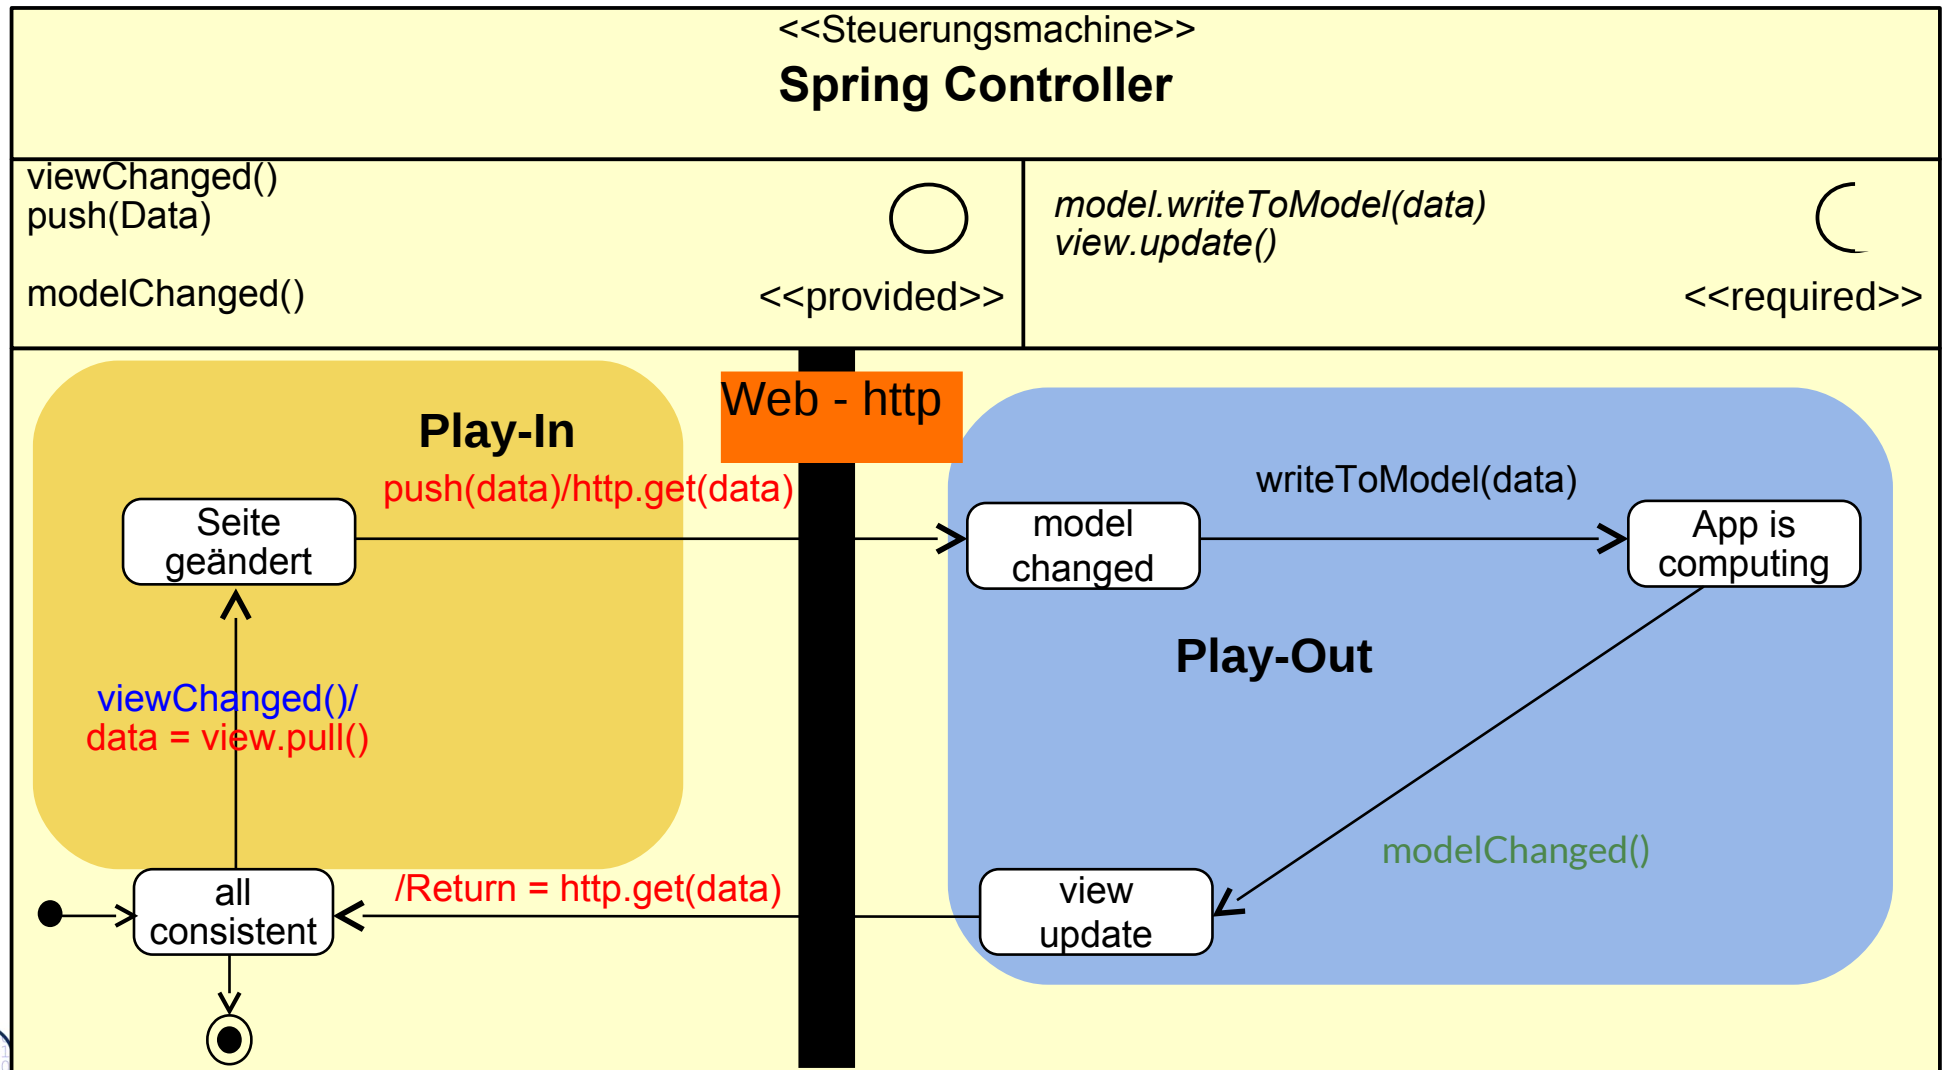 <<Steuerungsmachine>>
Spring Controller
viewChanged()
push(Data)
modelChanged()
<<provided>>
model.writeToModel(data)
view.update()
<<required>>
Web - http
Play-In
push(data)/http.get(data)
writeToModel(data)
Seite
geändert
model
changed
App is
computing
Play-Out
viewChanged()/
data = view.pull()
modelChanged()
/Return = http.get(data)
all
consistent
view
update